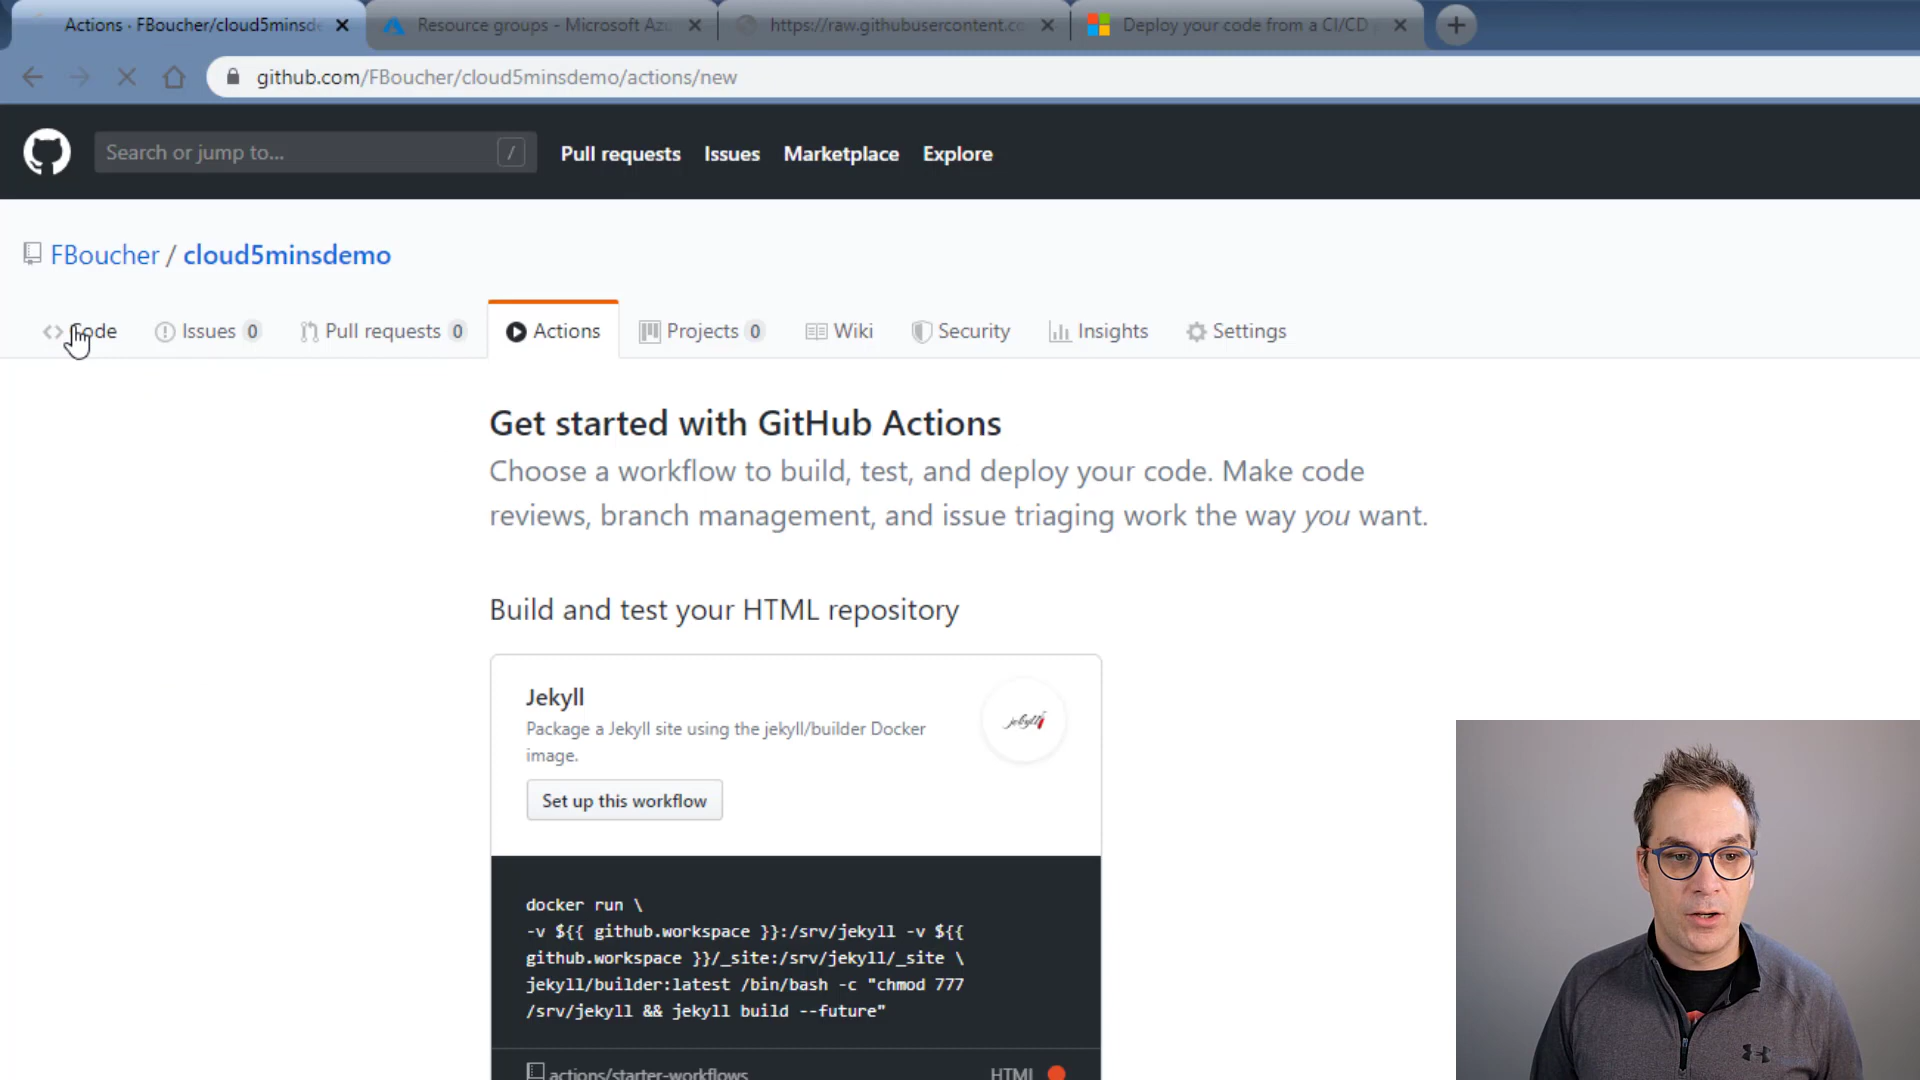 Actions · FBoucher/cloud5minsde
Resource groups - Microsoft Azu
https://raw.githubusercontent.co
Deploy your code from a CI/CD p
github.com/FBoucher/cloud5minsdemo/actions/new
Search or jump to...
/
Pull requests
Issues
Marketplace
Explore
FBoucher / cloud5minsdemo
Code
Issues 0
Pull requests 0
Actions
Projects 0
Wiki
Security
Insights
Settings
Get started with GitHub Actions
Choose a workflow to build, test, and deploy your code. Make code
reviews, branch management, and issue triaging work the way you want.
Build and test your HTML repository
Jekyll
Package a Jekyll site using the jekyll/builder Docker
image.
jekyll
Set up this workflow
docker run \
-v ${{ github.workspace }}:/srv/jekyll -v ${{
github.workspace }}/_site:/srv/jekyll/_site \
jekyll/builder:latest /bin/bash -c "chmod 777
/srv/jekyll && jekyll build --future"
actions/starter-workflows
HTML